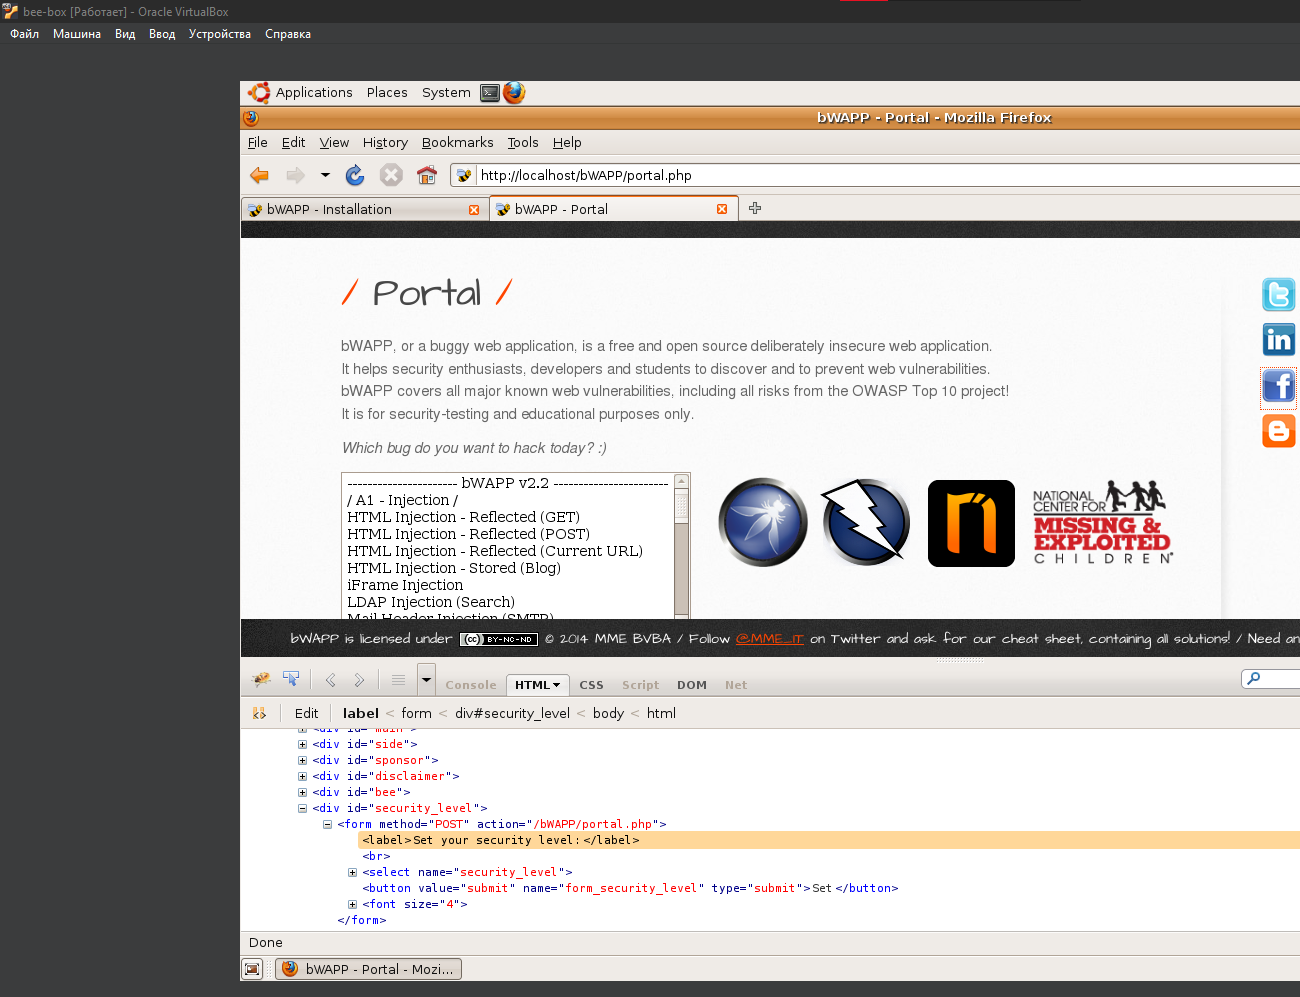 bee-box [Работает] - Oracle VirtualBox
Файл Машина Вид Ввод Устройства Справка
Applications Places System
bWAPP - Portal - Mozilla Firefox
File Edit View History Bookmarks Tools Help
http://localhost/bWAPP/portal.php
bWAPP - Installation bWAPP - Portal
/ Portal /
bWAPP, or a buggy web application, is a free and open source deliberately insecure web application.
It helps security enthusiasts, developers and students to discover and to prevent web vulnerabilities.
bWAPP covers all major known web vulnerabilities, including all risks from the OWASP Top 10 project!
It is for security-testing and educational purposes only.
Which bug do you want to hack today? :)
---------------------- bWAPP v2.2 -----------------------
/ A1 - Injection /
HTML Injection - Reflected (GET)
HTML Injection - Reflected (POST)
HTML Injection - Reflected (Current URL)
HTML Injection - Stored (Blog)
iFrame Injection
LDAP Injection (Search)
Mail Header Injection (SMTP)
NATIONAL
CENTER FOR
MISSING &
EXPLOITED
CHILDREN®
bWAPP is licensed under (cc) BY-NC-ND © 2014 MME BVBA / Follow @MME_IT on Twitter and ask for our cheat sheet, containing all solutions! / Need an
Console HTML CSS Script DOM Net
Edit label < form < div#security_level < body < html
<div id="main">
<div id="side">
<div id="sponsor">
<div id="disclaimer">
<div id="bee">
<div id="security_level">
<form method="POST" action="/bWAPP/portal.php">
<label>Set your security level:</label>
<br>
<select name="security_level">
<button value="submit" name="form_security_level" type="submit">Set</button>
<font size="4">
</form>
Done
bWAPP - Portal - Mozi...